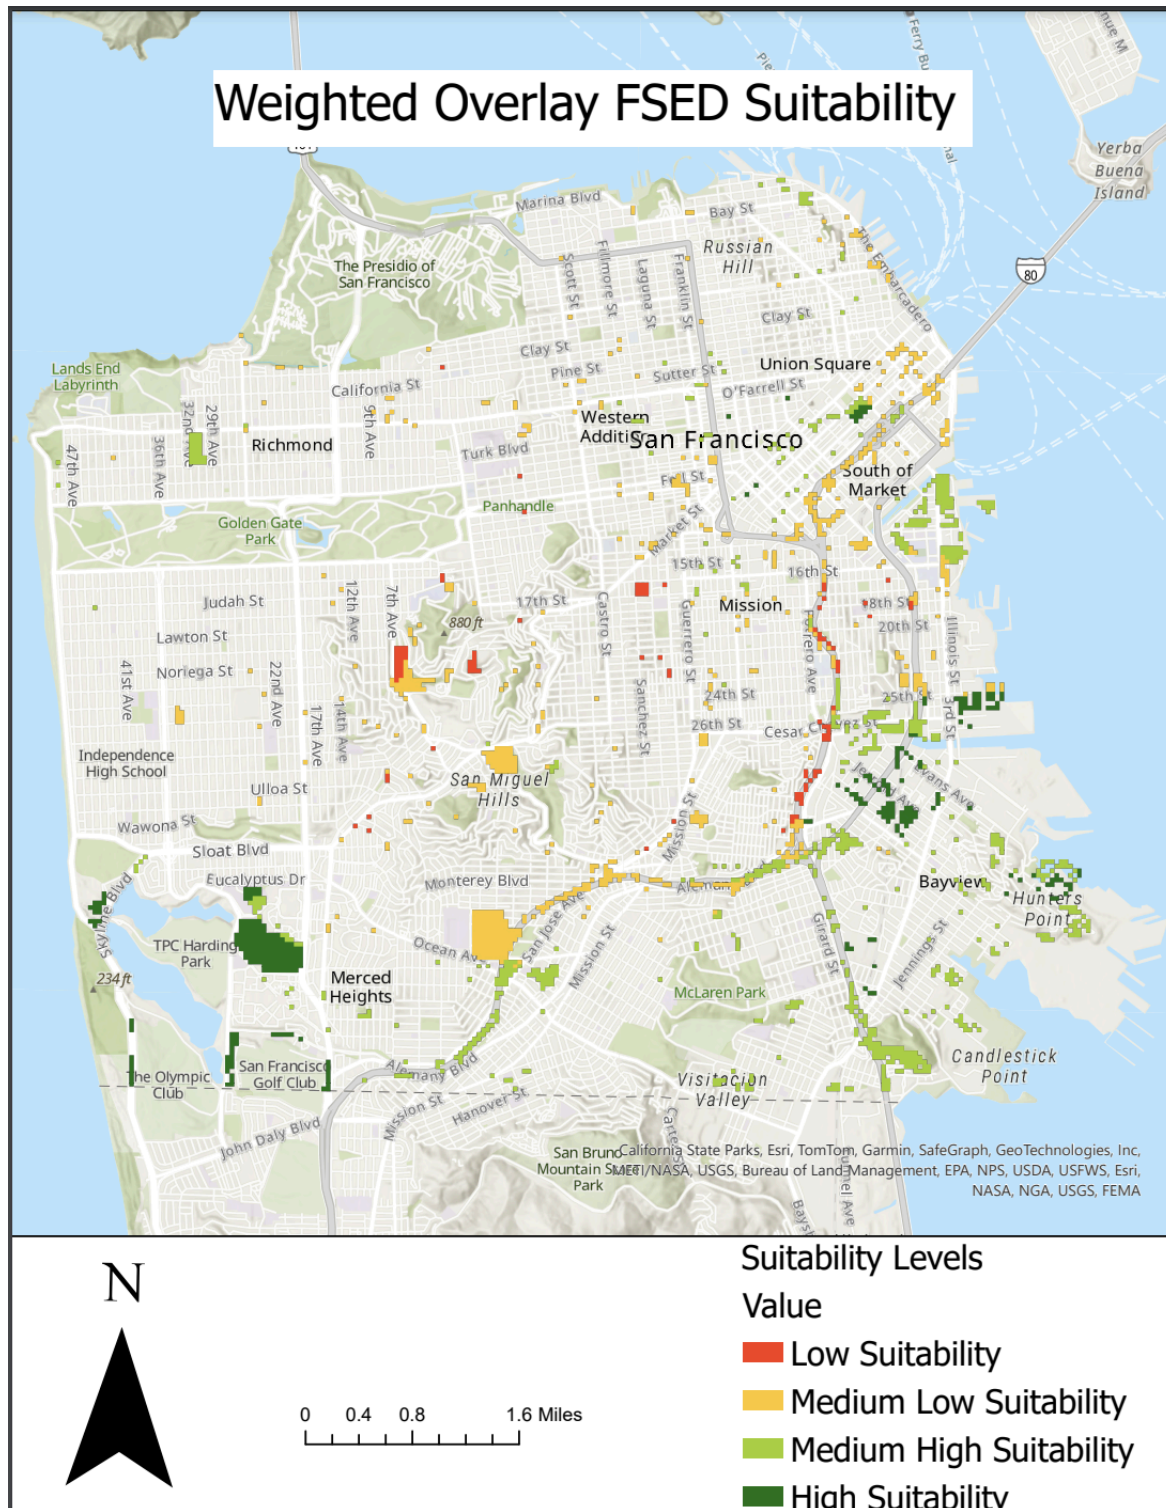 Weighted Overlay FSED Suitability
101
Yerba
Buena
Island
Marina Blvd
Bay St
Russian
Hill
The Embarcadero
80
The Presidio of
San Francisco
Scott St
Fillmore St
Laguna St
Franklin St
Clay St
Lands End
Labyrinth
Clay St
Pine St
Sutter St
Union Square
O'Farrell St
California St
32nd Ave
29th Ave
9th Ave
Richmond
Western
Addition
San Francisco
47th Ave
36th Ave
Turk Blvd
Fell St
South of
Market
Panhandle
Golden Gate
Park
Market St
15th St
16th St
Judah St
12th Ave
7th Ave
17th St
Castro St
Guerrero St
Mission
Potrero Ave
18th St
20th St
Illinois St
Lawton St
880 ft
Noriega St
41st Ave
22nd Ave
17th Ave
14th Ave
Sanchez St
24th St
25th St
26th St
Cesar Chavez St
3rd St
Independence
High School
San Miguel
Hills
Ulloa St
Jerrold Ave
Evans Ave
Wawona St
Mission St
Sloat Blvd
Eucalyptus Dr
Monterey Blvd
Bayview
Hunters
Point
Skyline Blvd
TPC Harding
Park
Ocean Ave
San Jose Ave
Mission St
Girard St
Jennings St
234 ft
Merced
Heights
McLaren Park
San Francisco
Golf Club
Alemany Blvd
The Olympic
Club
Visitacion
Valley
Candlestick
Point
Mission St
Hanover St
John Daly Blvd
San Bruno
Mountain State
Park
California State Parks, Esri, TomTom, Garmin, SafeGraph, GeoTechnologies, Inc,
METI/NASA, USGS, Bureau of Land Management, EPA, NPS, USDA, USFWS, Esri,
NASA, NGA, USGS, FEMA
N
0 0.4 0.8 1.6 Miles
Suitability Levels
Value
Low Suitability
Medium Low Suitability
Medium High Suitability
High Suitability